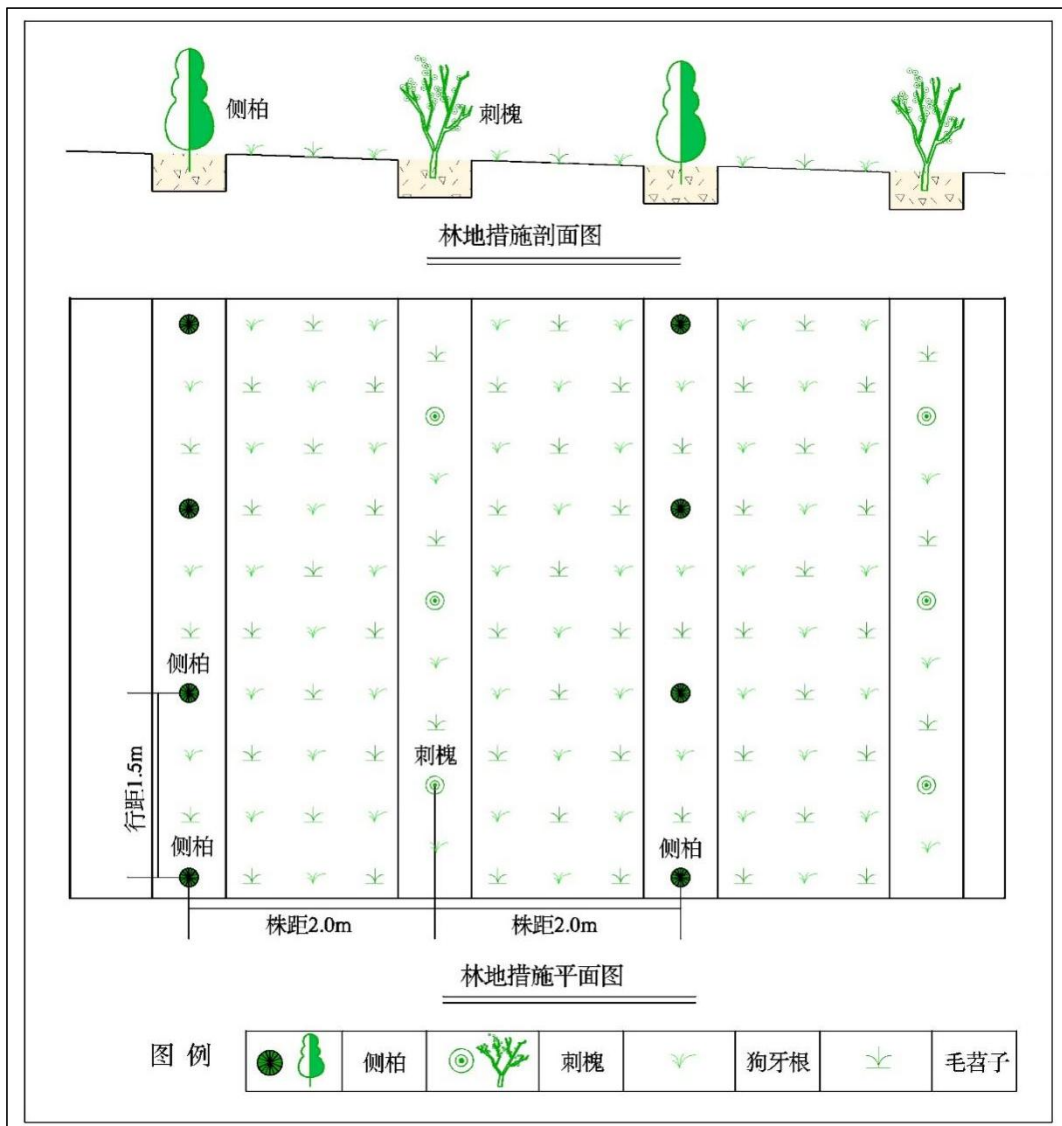 侧柏
刺槐
林地措施剖面图
侧柏
刺槐
行距1.5m
侧柏
侧柏
株距2.0m
株距2.0m
林地措施平面图
图 例
侧柏
刺槐
狗牙根
毛苕子